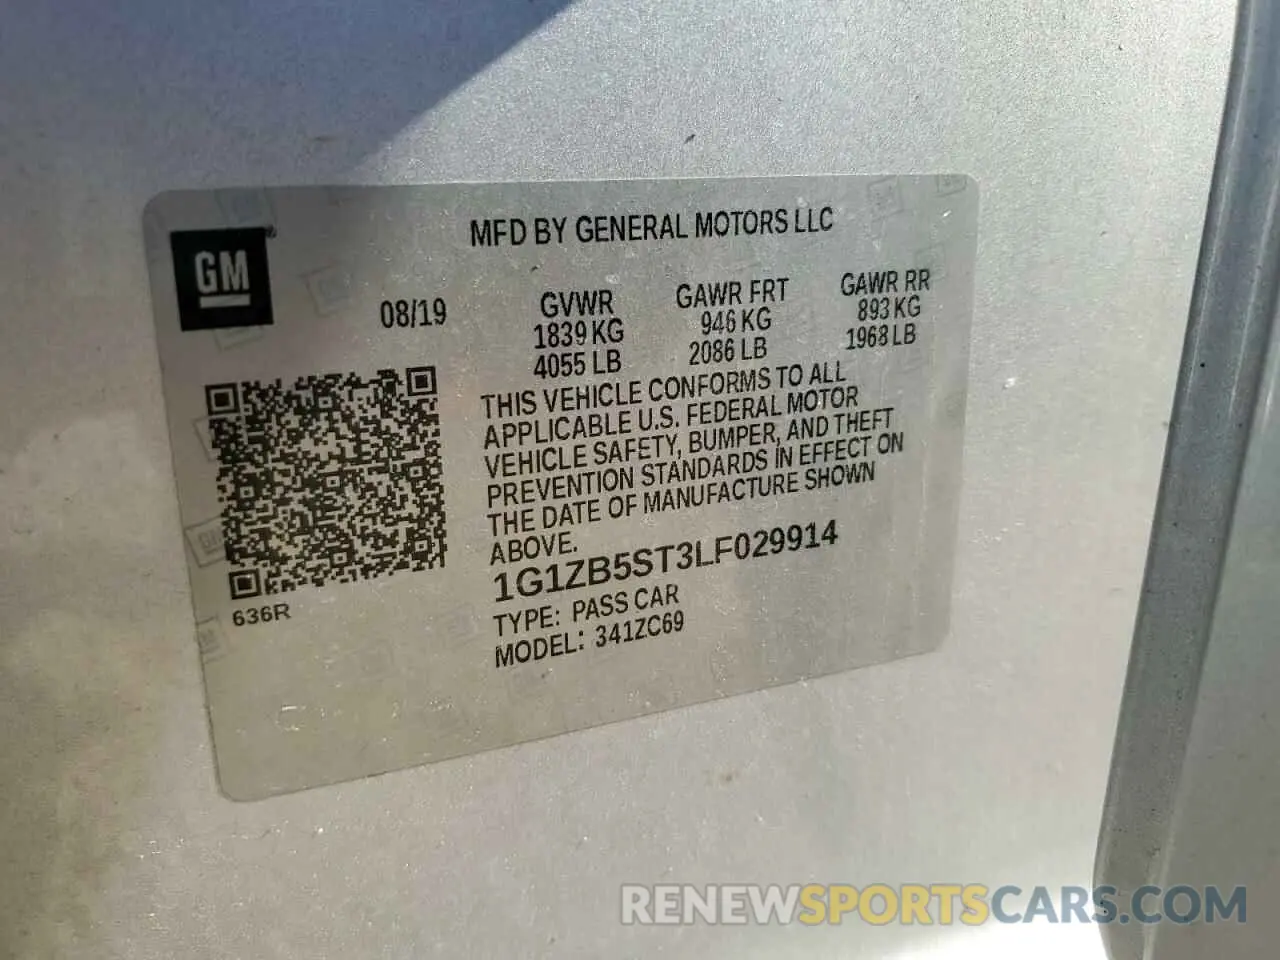 MFD BY GENERAL MOTORS LLC
GM
08/19
GVWR
1839 KG
4055 LB
GAWR FRT
946 KG
2086 LB
GAWR RR
893 KG
1968 LB
THIS VEHICLE CONFORMS TO ALL
APPLICABLE U.S. FEDERAL MOTOR
VEHICLE SAFETY, BUMPER, AND THEFT
PREVENTION STANDARDS IN EFFECT ON
THE DATE OF MANUFACTURE SHOWN
ABOVE.
1G1ZB5ST3LF029914
TYPE: PASS CAR
MODEL: 341ZC69
636R
RENEWSPORTSCARS.COM